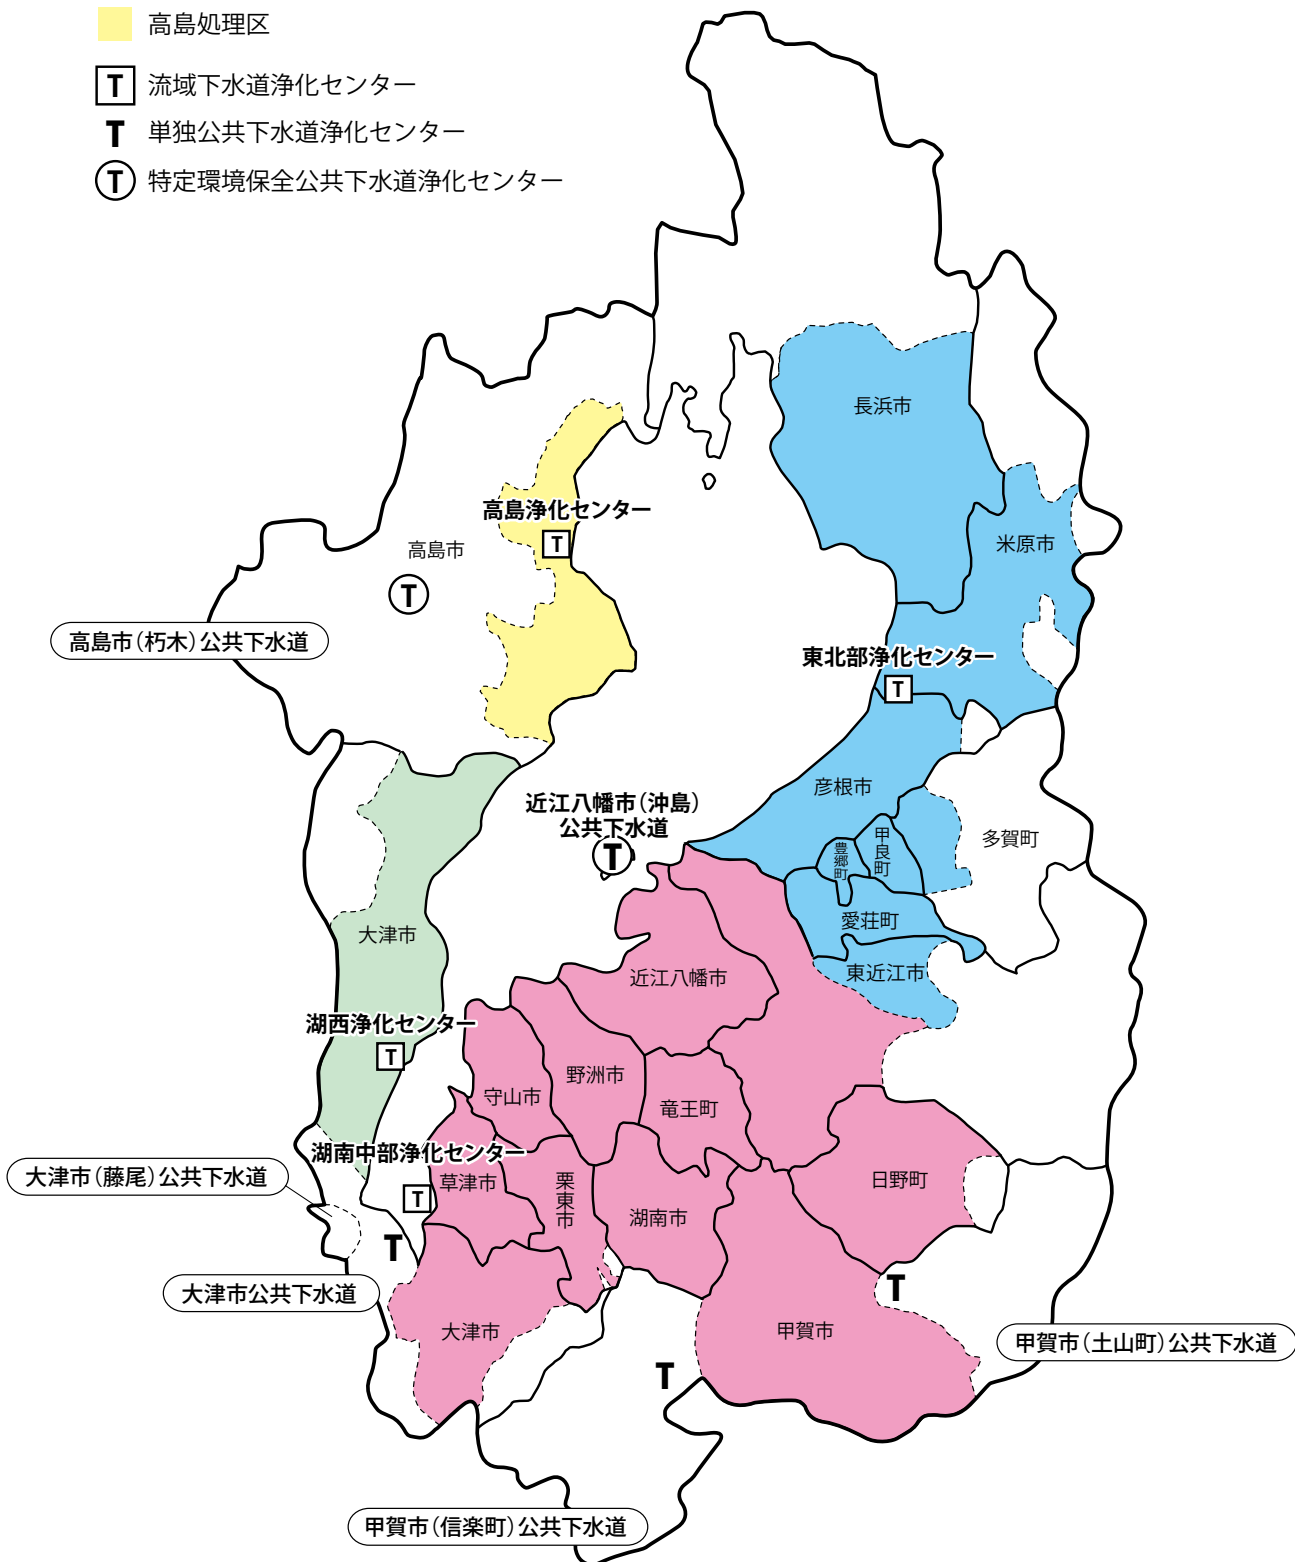 高島処理区
T 流域下水道浄化センター
T 単独公共下水道浄化センター
T 特定環境保全公共下水道浄化センター
長浜市
高島浄化センター
T
高島市
T
米原市
高島市(朽木)公共下水道
東北部浄化センター
T
彦根市
近江八幡市(沖島)
公共下水道
T
甲良町
豊郷町
多賀町
愛荘町
大津市
東近江市
近江八幡市
湖西浄化センター
T
野洲市
守山市
竜王町
湖南中部浄化センター
T
草津市
栗東市
湖南市
日野町
大津市(藤尾)公共下水道
T
大津市公共下水道
T
大津市
甲賀市
甲賀市(土山町)公共下水道
T
甲賀市(信楽町)公共下水道